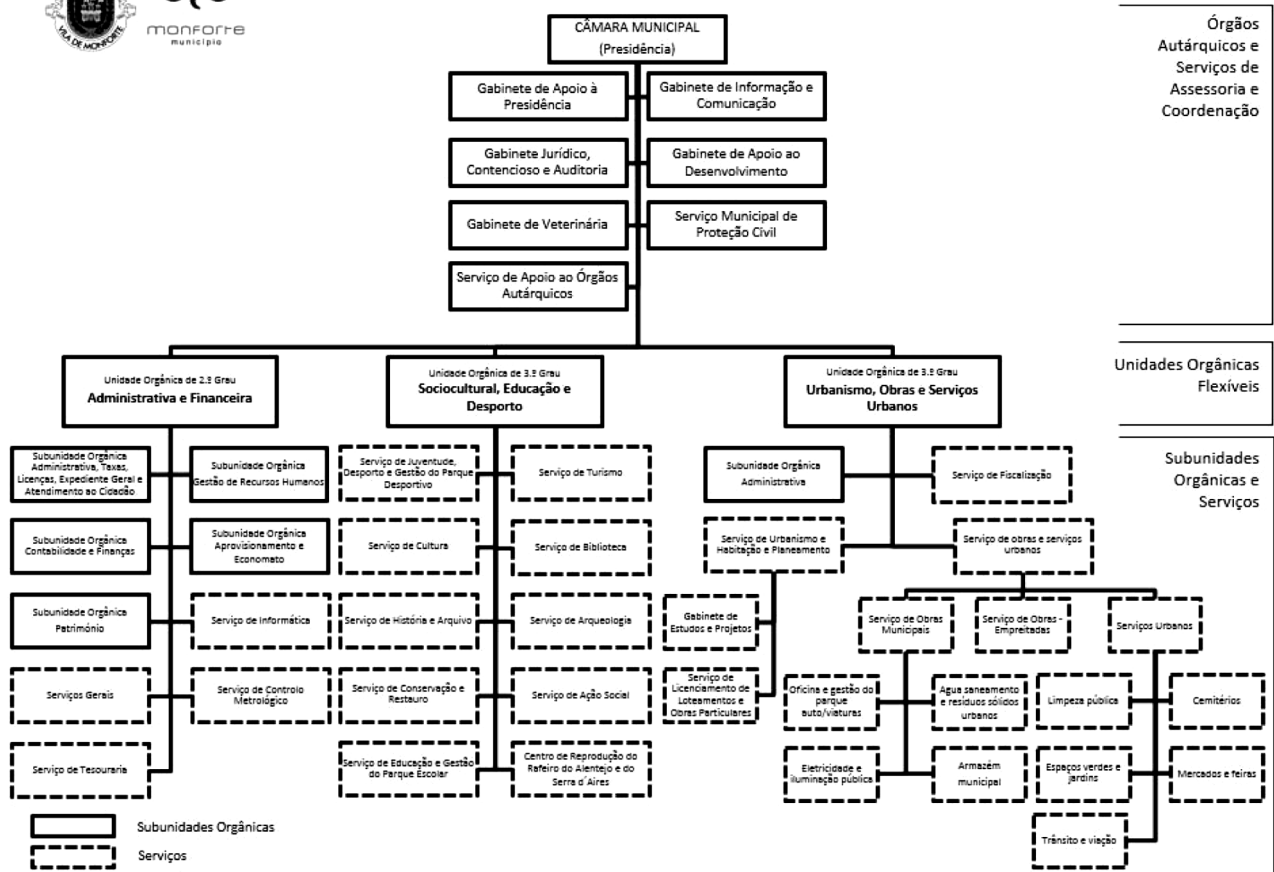 VILA DE MONFORTE
monforte
município
CÂMARA MUNICIPAL
(Presidência)
Órgãos
Autárquicos e
Serviços de
Assessoria e
Coordenação
Gabinete de Apoio à
Presidência
Gabinete de Informação e
Comunicação
Gabinete Jurídico,
Contencioso e Auditoria
Gabinete de Apoio ao
Desenvolvimento
Gabinete de Veterinária
Serviço Municipal de
Proteção Civil
Serviço de Apoio ao Órgãos
Autárquicos
Unidade Orgânica de 2.º Grau
Administrativa e Financeira
Unidade Orgânica de 3.º Grau
Sociocultural, Educação e
Desporto
Unidade Orgânica de 3.º Grau
Urbanismo, Obras e Serviços
Urbanos
Unidades Orgânicas
Flexíveis
Subunidades
Orgânicas e
Serviços
Subunidade Orgânica
Administrativa, Taxas,
Licenças, Expediente Geral e
Atendimento ao Cidadão
Subunidade Orgânica
Gestão de Recursos Humanos
Subunidade Orgânica
Contabilidade e Finanças
Subunidade Orgânica
Aprovisionamento e
Economato
Subunidade Orgânica
Património
Serviço de Informática
Serviços Gerais
Serviço de Controlo
Metrológico
Serviço de Tesouraria
Serviço de Juventude,
Desporto e Gestão do Parque
Desportivo
Serviço de Turismo
Serviço de Cultura
Serviço de Biblioteca
Serviço de História e Arquivo
Serviço de Arqueologia
Serviço de Conservação e
Restauro
Serviço de Ação Social
Serviço de Educação e Gestão
do Parque Escolar
Centro de Reprodução do
Rafeiro do Alentejo e do
Serra d´Aires
Subunidade Orgânica
Administrativa
Serviço de Fiscalização
Serviço de Urbanismo e
Habitação e Planeamento
Serviço de obras e serviços
urbanos
Gabinete de
Estudos e Projetos
Serviço de
Licenciamento de
Loteamentos e
Obras Particulares
Serviço de Obras
Municipais
Serviço de Obras -
Empreitadas
Serviços Urbanos
Oficina e gestão do
parque
auto/viaturas
Agua saneamento
e resíduos sólidos
urbanos
Eletricidade e
iluminação pública
Armazém
municipal
Limpeza pública
Cemitérios
Espaços verdes e
jardins
Mercados e feiras
Trânsito e viação
Subunidades Orgânicas
Serviços